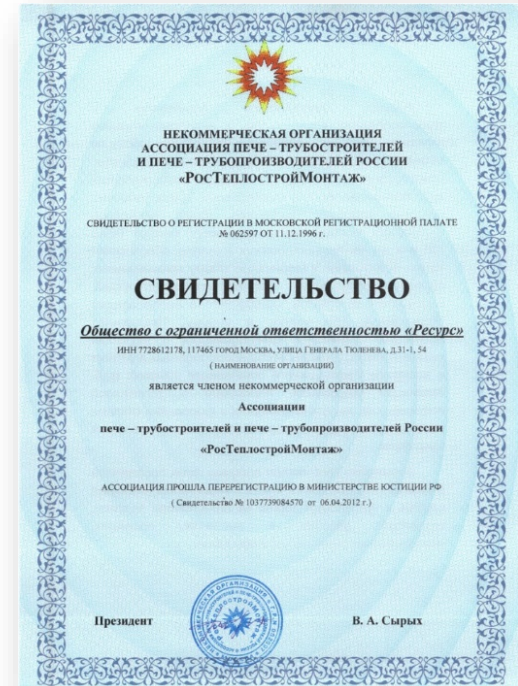 НЕКОММЕРЧЕСКАЯ ОРГАНИЗАЦИЯ
АССОЦИАЦИЯ ПЕЧЕ – ТРУБОСТРОИТЕЛЕЙ
И ПЕЧЕ – ТРУБОПРОИЗВОДИТЕЛЕЙ РОССИИ
«РОСТЕПЛОСТРОЙМОНТАЖ»
СВИДЕТЕЛЬСТВО О РЕГИСТРАЦИИ В МОСКОВСКОЙ РЕГИСТРАЦИОННОЙ ПАЛАТЕ
№ 062597 ОТ 11.12.1996 г.
СВИДЕТЕЛЬСТВО
Общество с ограниченной ответственностью «Ресурс»
ИНН 7728612178, 117465 ГОРОД МОСКВА, УЛИЦА ГЕНЕРАЛА ТЮЛЕНЕВА, Д.31-1, 54
( НАИМЕНОВАНИЕ ОРГАНИЗАЦИИ)
является членом некоммерческой организации
Ассоциации
пече – трубостроителей и пече – трубопроизводителей России
«РосТеплостройМонтаж»
АССОЦИАЦИЯ ПРОШЛА ПЕРЕРЕГИСТРАЦИЮ В МИНИСТЕРСТВЕ ЮСТИЦИИ РФ
( Свидетельство № 1037739084570 от 06.04.2012 г.)
Президент В. А. Сырых